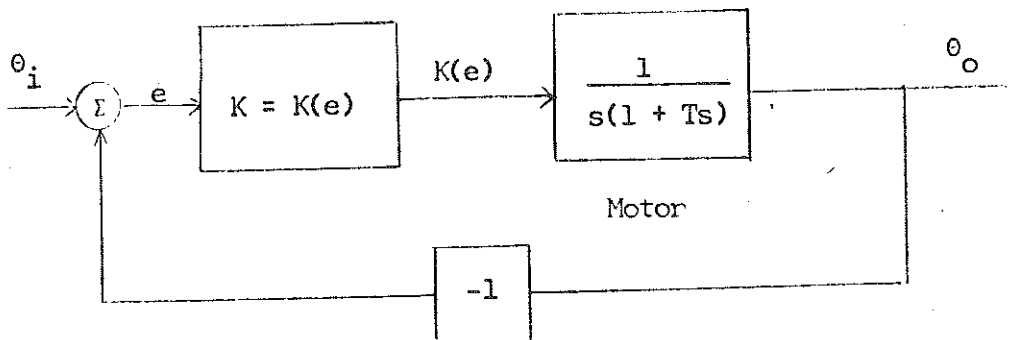 θi
Σ
e
K = K(e)
K(e)
1
s(1 + Ts)
θo
Motor
-1